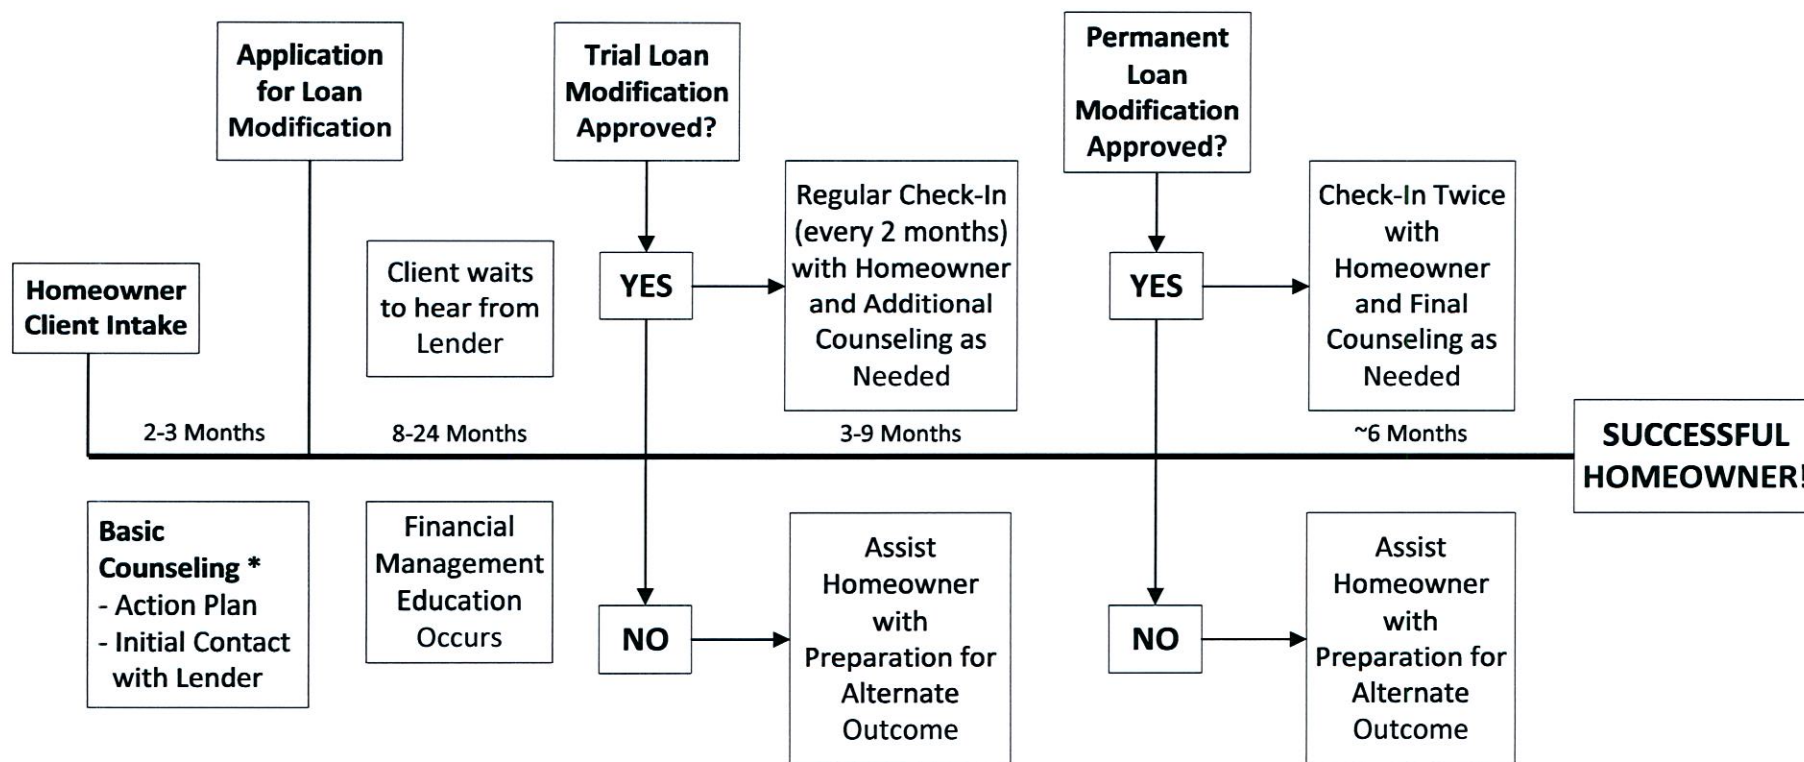 Application
for Loan
Modification
Trial Loan
Modification
Approved?
Permanent
Loan
Modification
Approved?
Homeowner
Client Intake
Client waits
to hear from
Lender
YES
Regular Check-In
(every 2 months)
with Homeowner
and Additional
Counseling as
Needed
YES
Check-In Twice
with
Homeowner
and Final
Counseling as
Needed
2-3 Months
8-24 Months
3-9 Months
~6 Months
SUCCESSFUL
HOMEOWNER!
Basic
Counseling *
- Action Plan
- Initial Contact
with Lender
Financial
Management
Education
Occurs
NO
Assist
Homeowner
with
Preparation for
Alternate
Outcome
NO
Assist
Homeowner
with
Preparation for
Alternate
Outcome